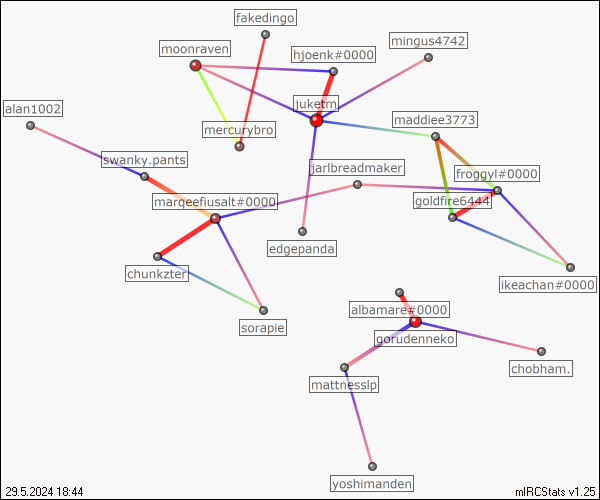 fakedingo
moonraven
mingus4742
hjoenk#0000
alan1002
juketm
maddiee3773
mercurybro
swanky.pants
jarlbreadmaker
froggyl#0000
marqeefiusalt#0000
goldfire6444
edgepanda
chunkzter
ikeachan#0000
albamare#0000
sorapie
gorudenneko
chobham.
mattnesslp
yoshimanden
29.5.2024 18:44
mIRCStats v1.25